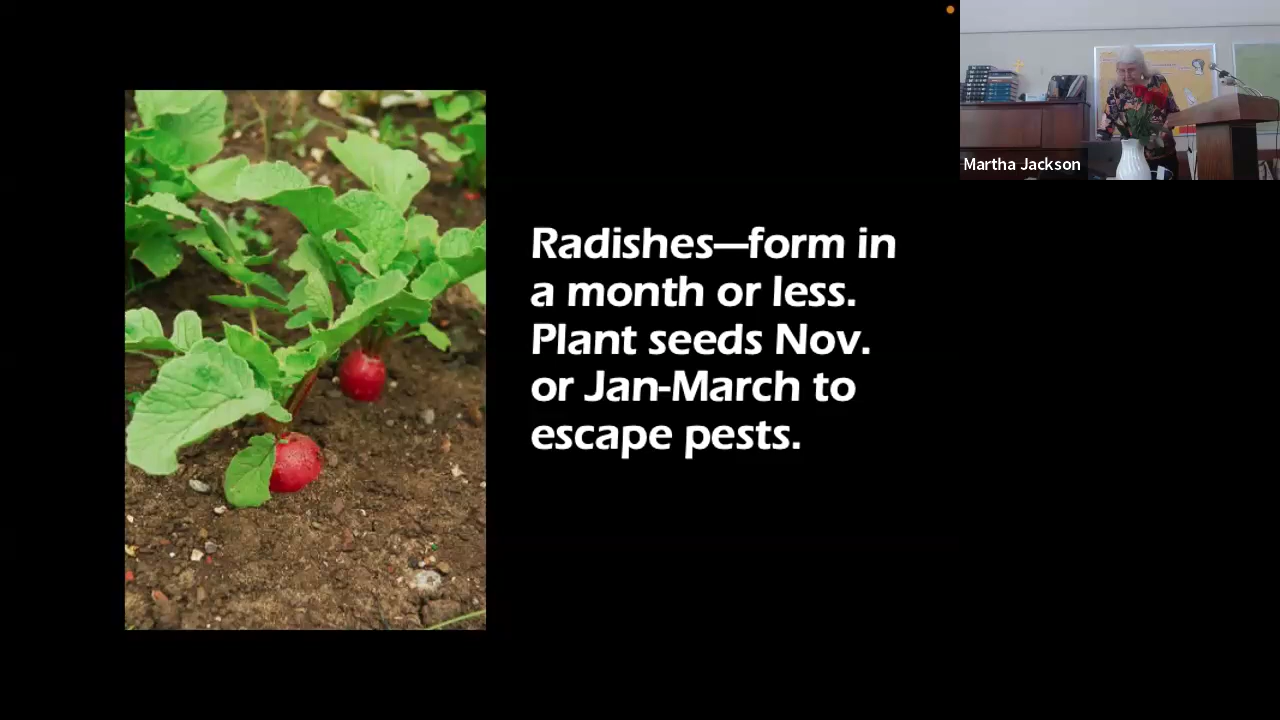 Radishes—form in
a month or less.
Plant seeds Nov.
or Jan-March to
escape pests.
Martha Jackson